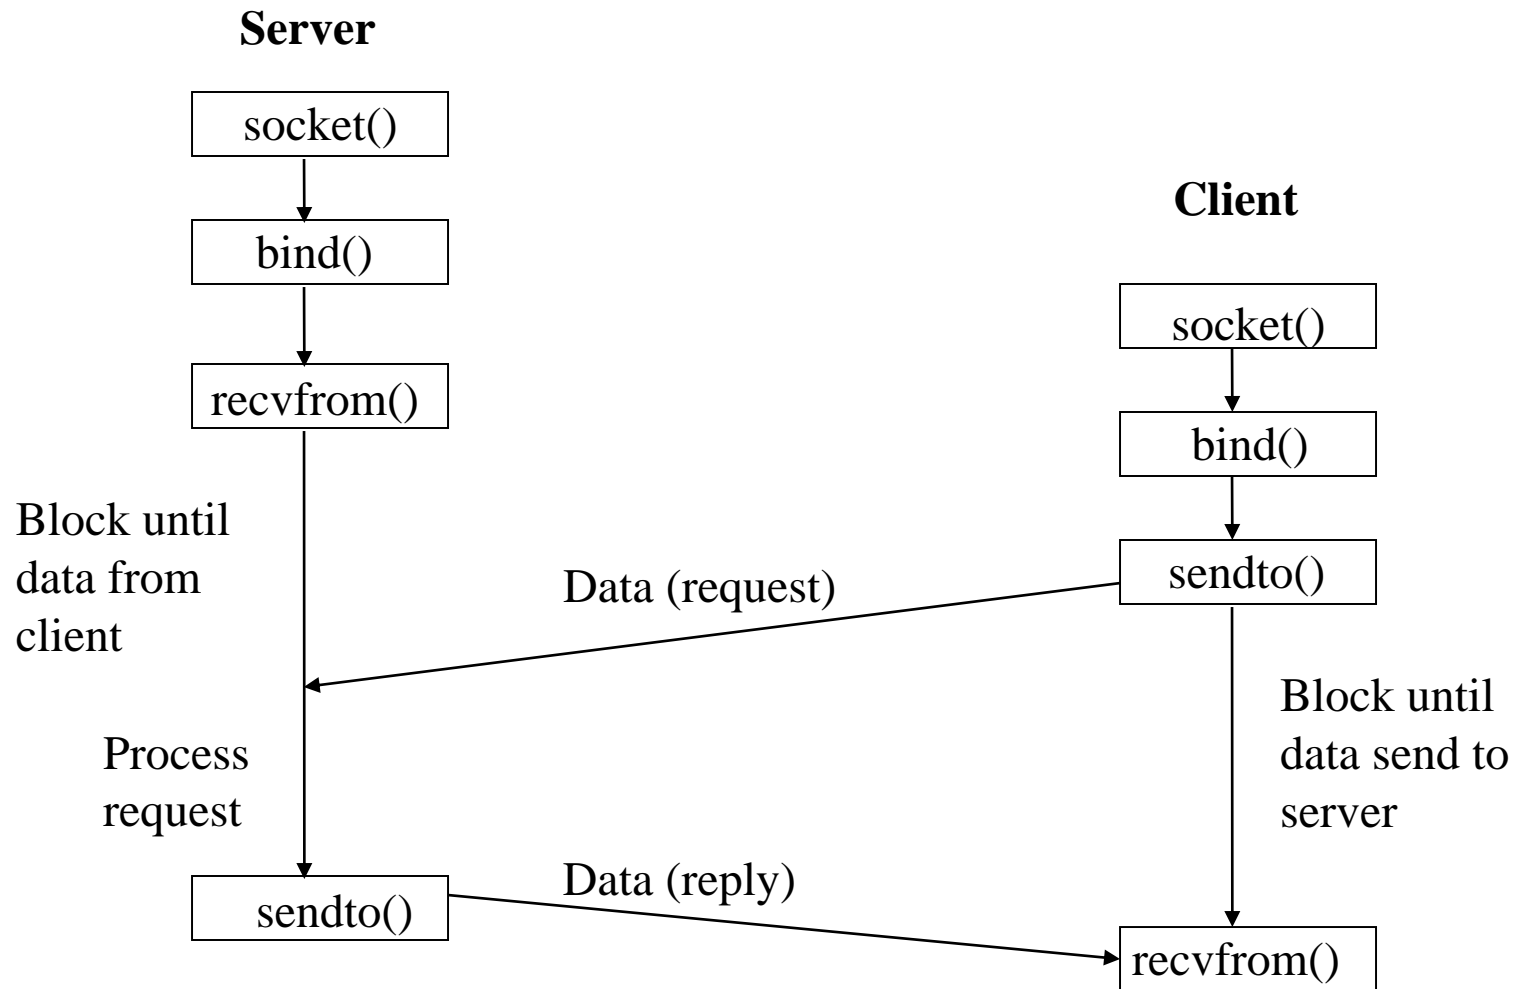 Server
socket()
bind()
recvfrom()
Block until
data from
client
Process
request
sendto()
Data (request)
Data (reply)
Client
socket()
bind()
sendto()
Block until
data send to
server
recvfrom()